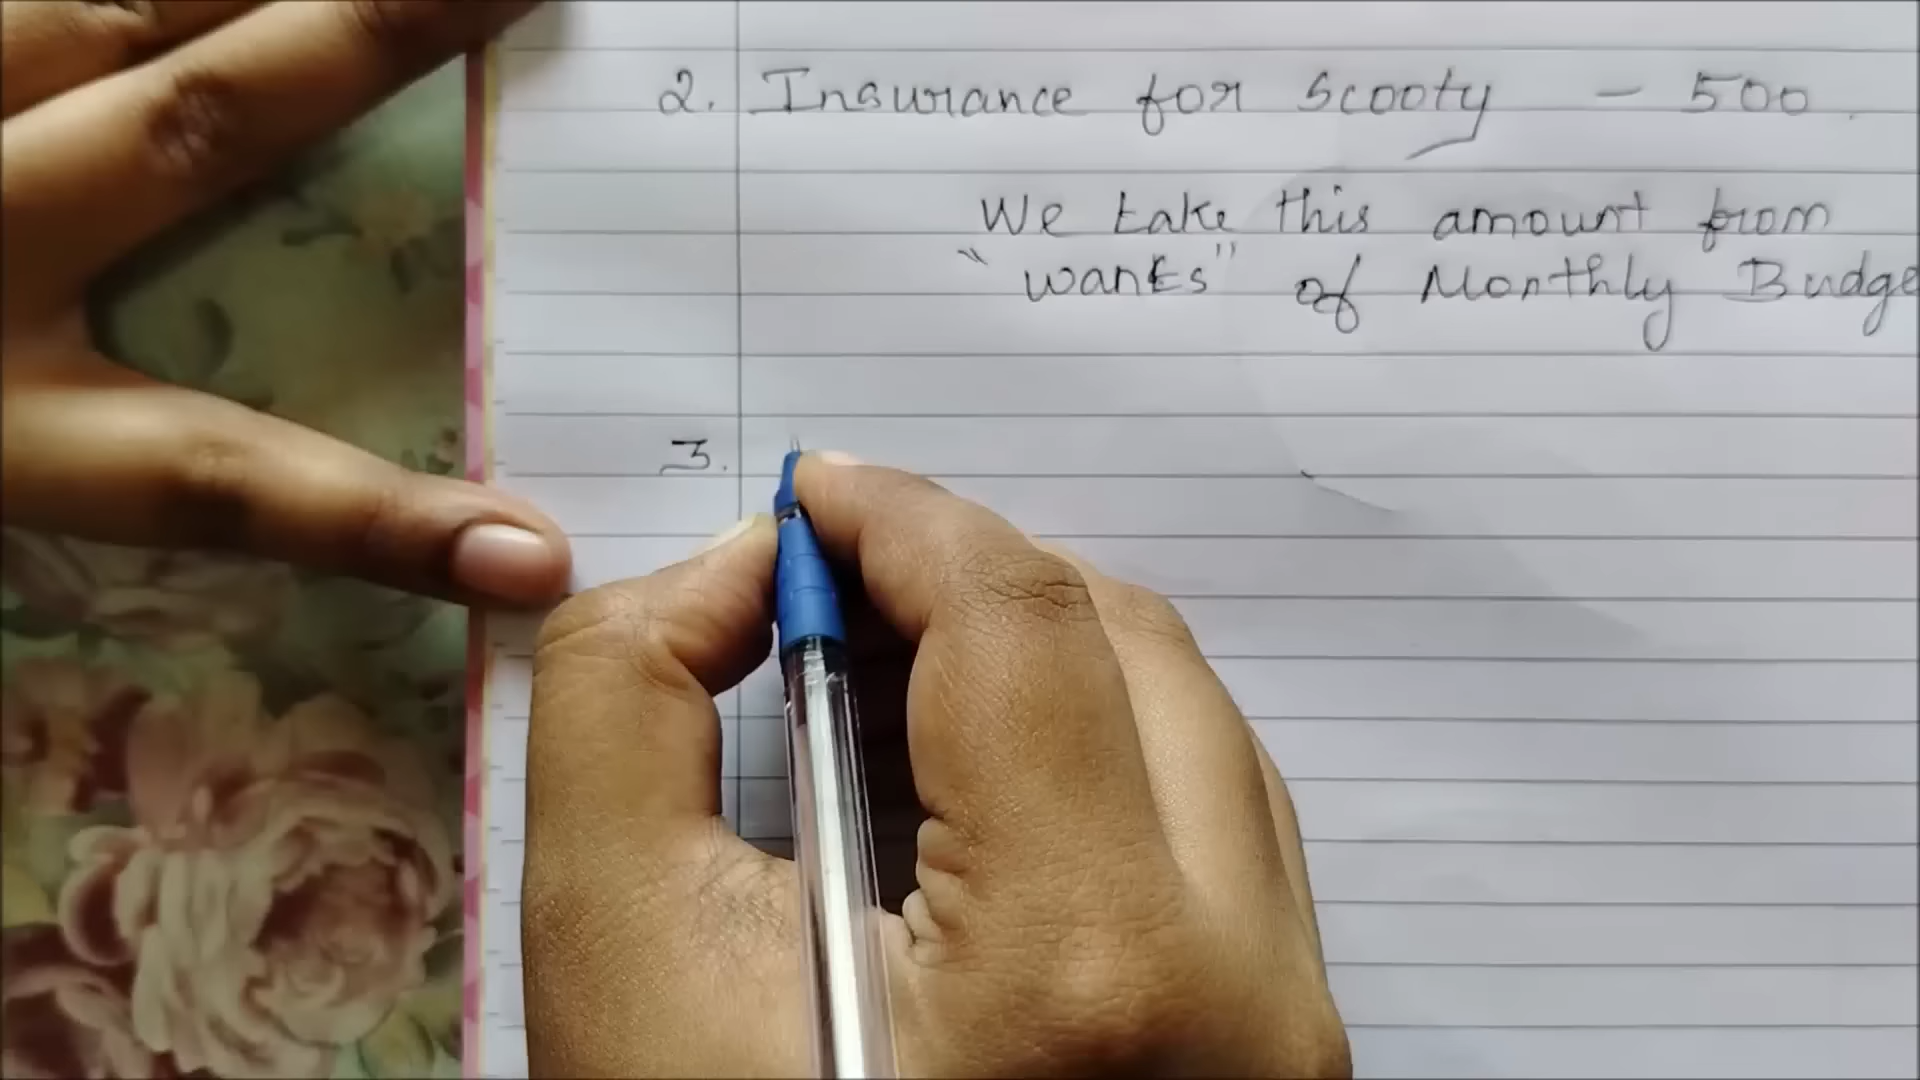 2. Insurance for Scooty - 500.
We take this amount from
"wants" of Monthly Budge
3.